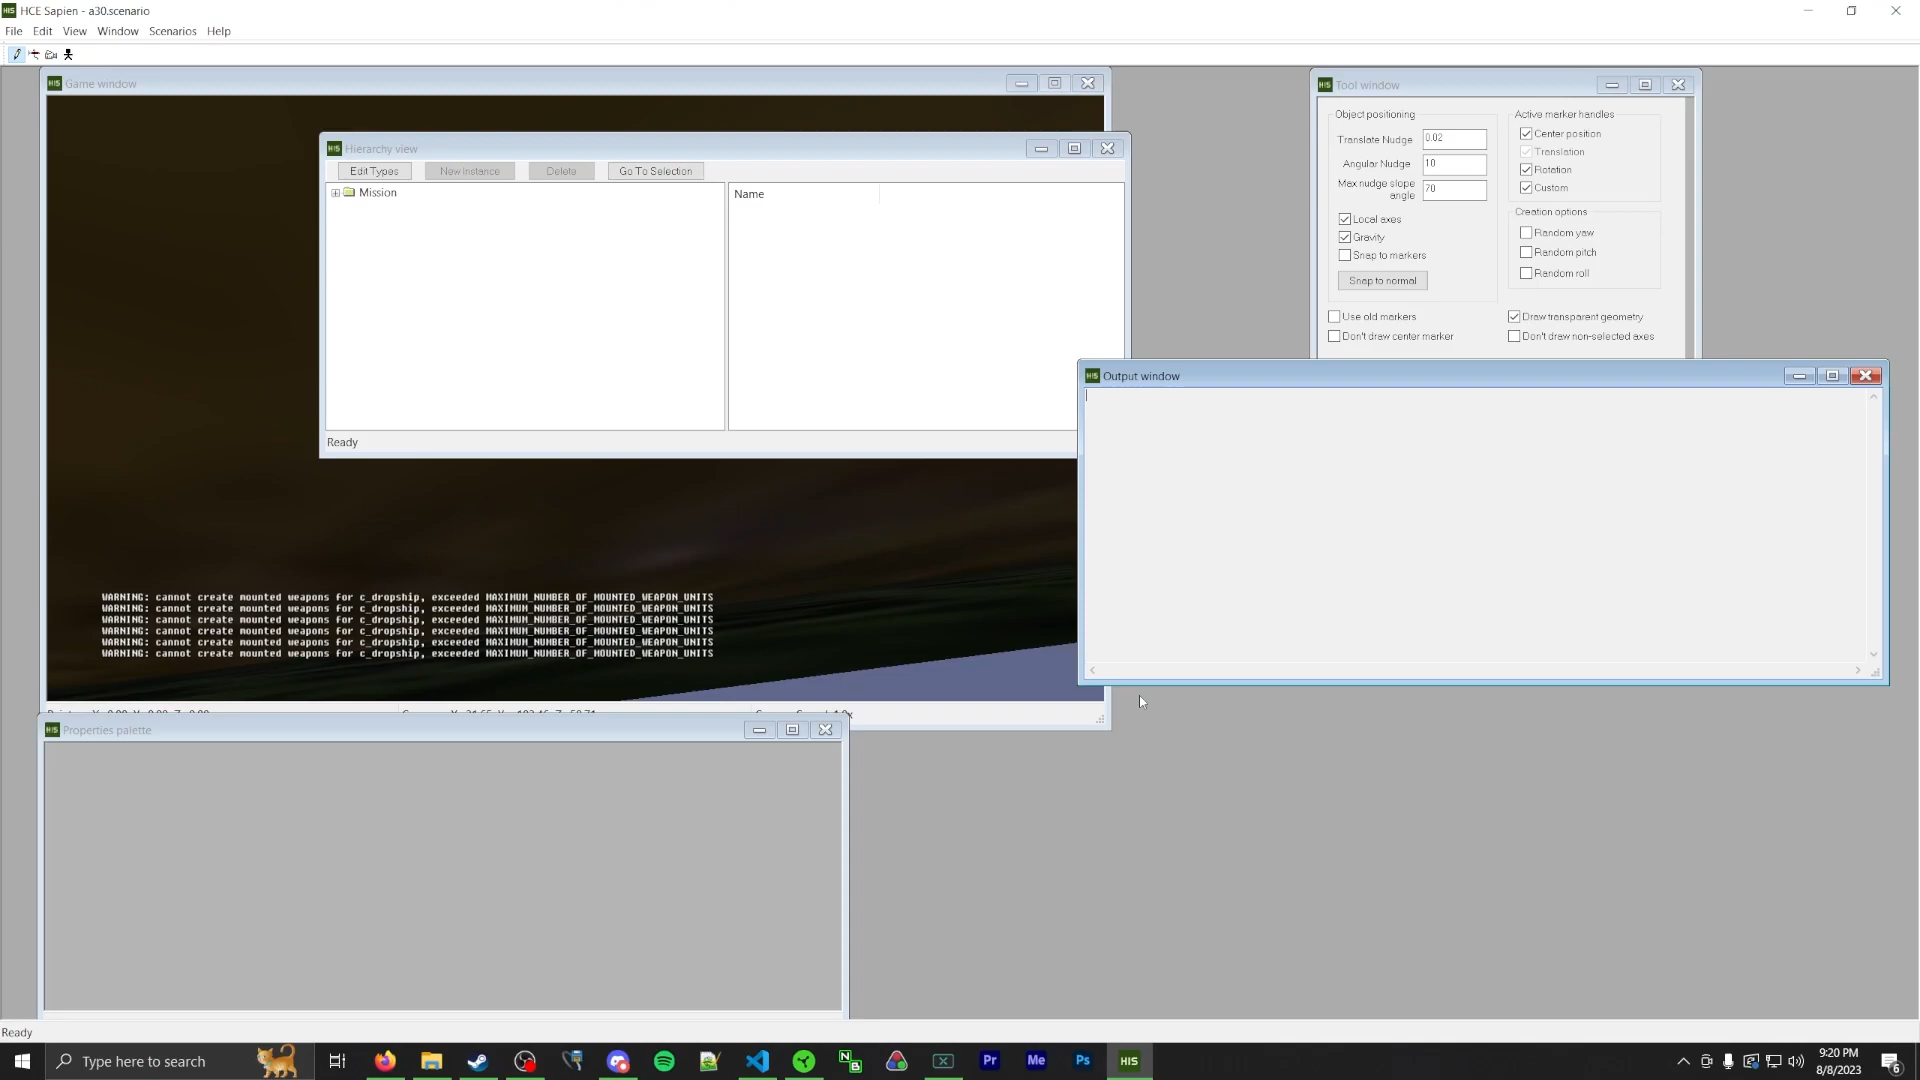 HCE Sapien - a30.scenario
File Edit View Window Scenarios Help
Game window
Hierarchy view
Edit Types New Instance Delete Go To Selection
Mission
Name
Ready
WARNING: cannot create mounted weapons for c_dropship, exceeded MAXIMUM_NUMBER_OF_MOUNTED_WEAPON_UNITS
WARNING: cannot create mounted weapons for c_dropship, exceeded MAXIMUM_NUMBER_OF_MOUNTED_WEAPON_UNITS
WARNING: cannot create mounted weapons for c_dropship, exceeded MAXIMUM_NUMBER_OF_MOUNTED_WEAPON_UNITS
WARNING: cannot create mounted weapons for c_dropship, exceeded MAXIMUM_NUMBER_OF_MOUNTED_WEAPON_UNITS
WARNING: cannot create mounted weapons for c_dropship, exceeded MAXIMUM_NUMBER_OF_MOUNTED_WEAPON_UNITS
WARNING: cannot create mounted weapons for c_dropship, exceeded MAXIMUM_NUMBER_OF_MOUNTED_WEAPON_UNITS
Tool window
Object positioning
Translate Nudge 0.02
Angular Nudge 10
Max nudge slope
angle 70
Local axes
Gravity
Snap to markers
Snap to normal
Use old markers
Don't draw center marker
Active marker handles
Center position
Translation
Rotation
Custom
Creation options
Random yaw
Random pitch
Random roll
Draw transparent geometry
Don't draw non-selected axes
Output window
Properties palette
Ready
Type here to search
Pr Me Ps HIS
9:20 PM
8/8/2023
6